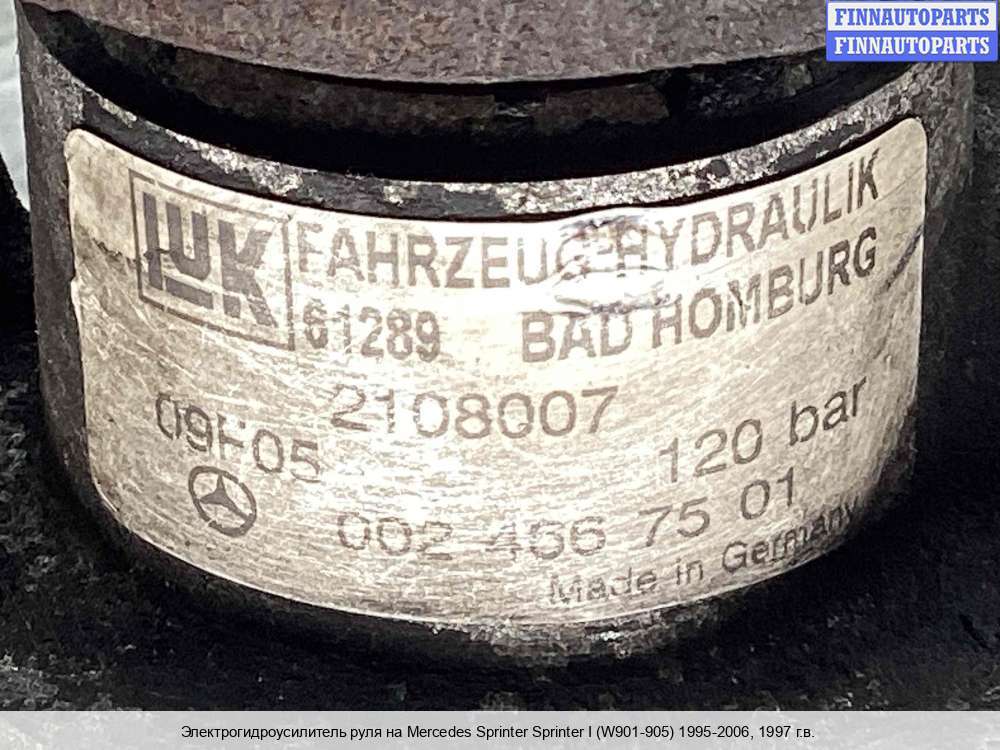 FINNAUTOPARTS
FINNAUTOPARTS
LUK FAHRZEUG-HYDRAULIK
61289 BAD HOMBURG
2108007
09F05 120 bar
002 466 75 01
Made in Germany
Электрогидроусилитель руля на Mercedes Sprinter Sprinter I (W901-905) 1995-2006, 1997 г.в.